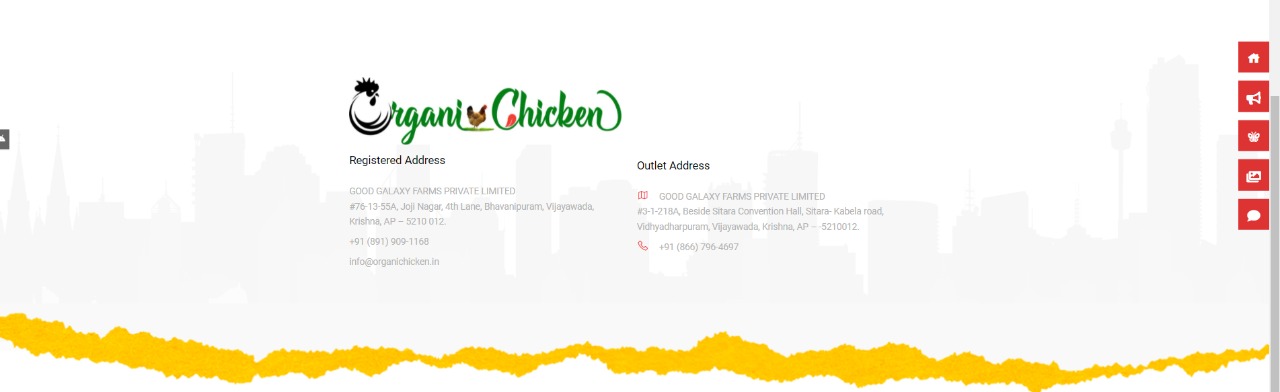 Organi Chicken
Registered Address
GOOD GALAXY FARMS PRIVATE LIMITED
#76-13-55A, Joji Nagar, 4th Lane, Bhavanipuram, Vijayawada,
Krishna, AP – 5210 012.
+91 (891) 909-1168
info@organichicken.in
Outlet Address
GOOD GALAXY FARMS PRIVATE LIMITED
#3-1-218A, Beside Sitara Convention Hall, Sitara- Kabela road,
Vidhyadharpuram, Vijayawada, Krishna, AP – -5210012.
+91 (866) 796-4697